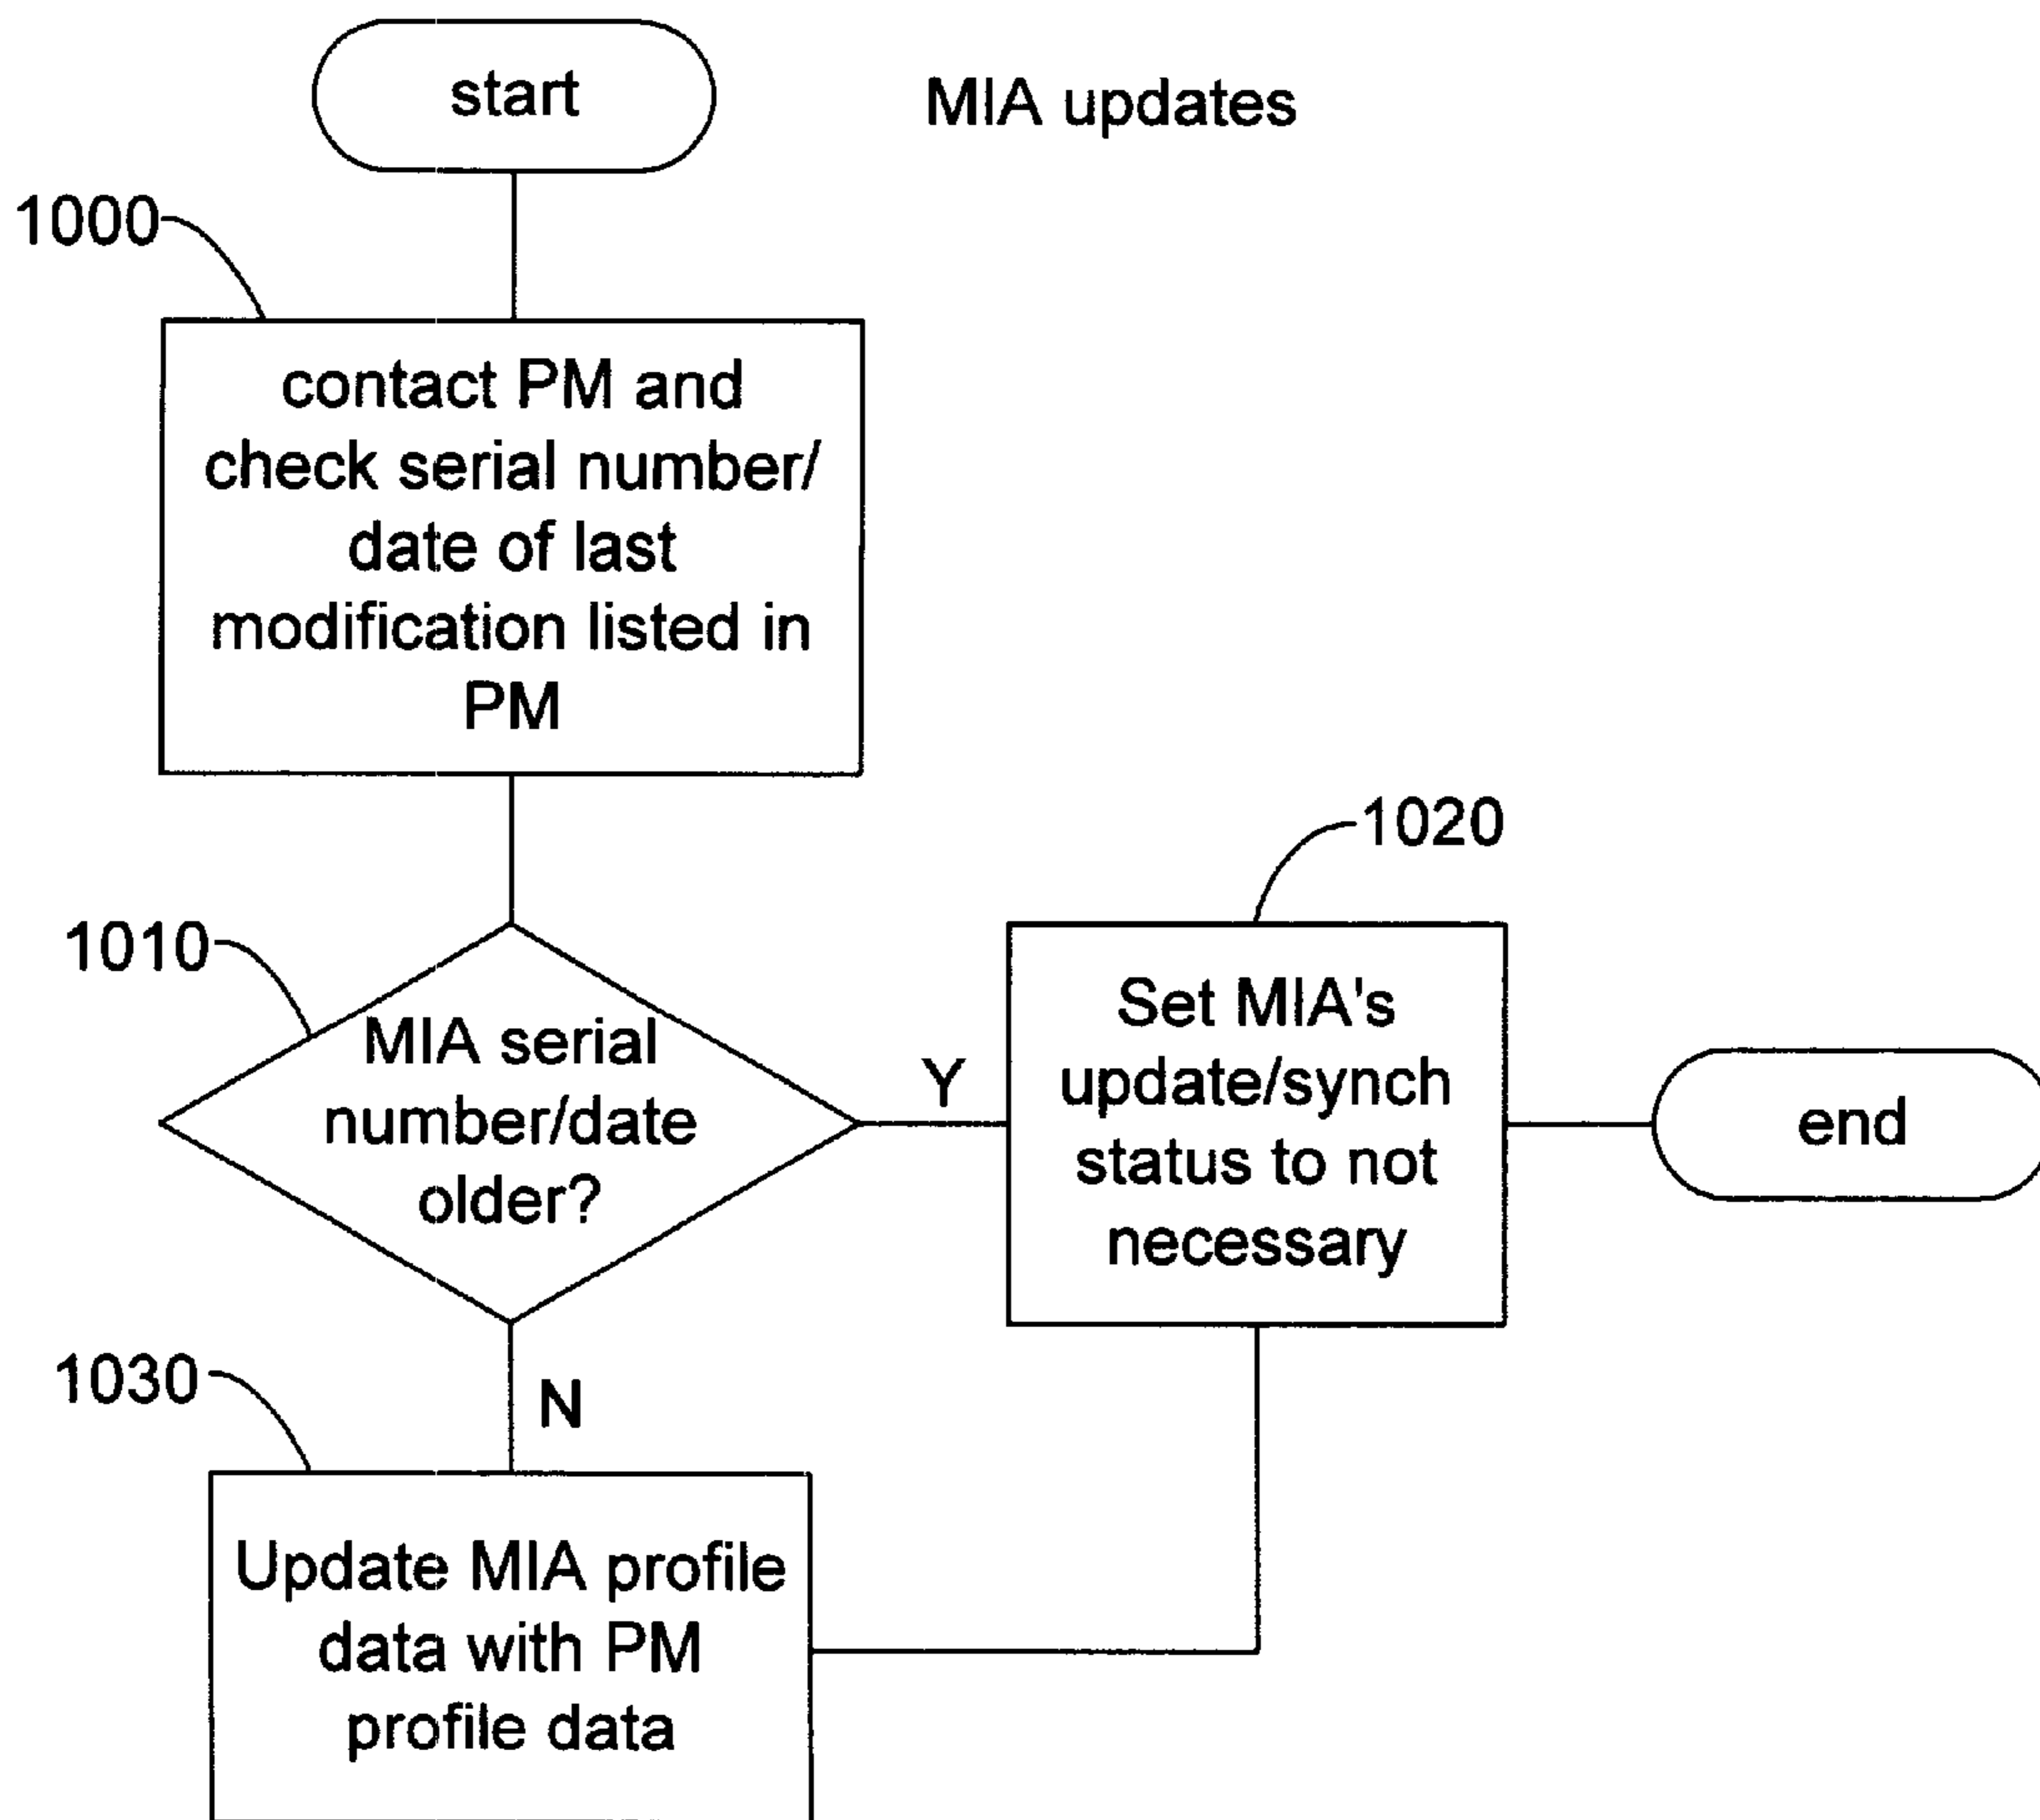 start
MIA updates
1000
contact PM and
check serial number/
date of last
modification listed in
PM
1010
MIA serial
number/date
older?
Y
1020
Set MIA's
update/synch
status to not
necessary
end
N
1030
Update MIA profile
data with PM
profile data